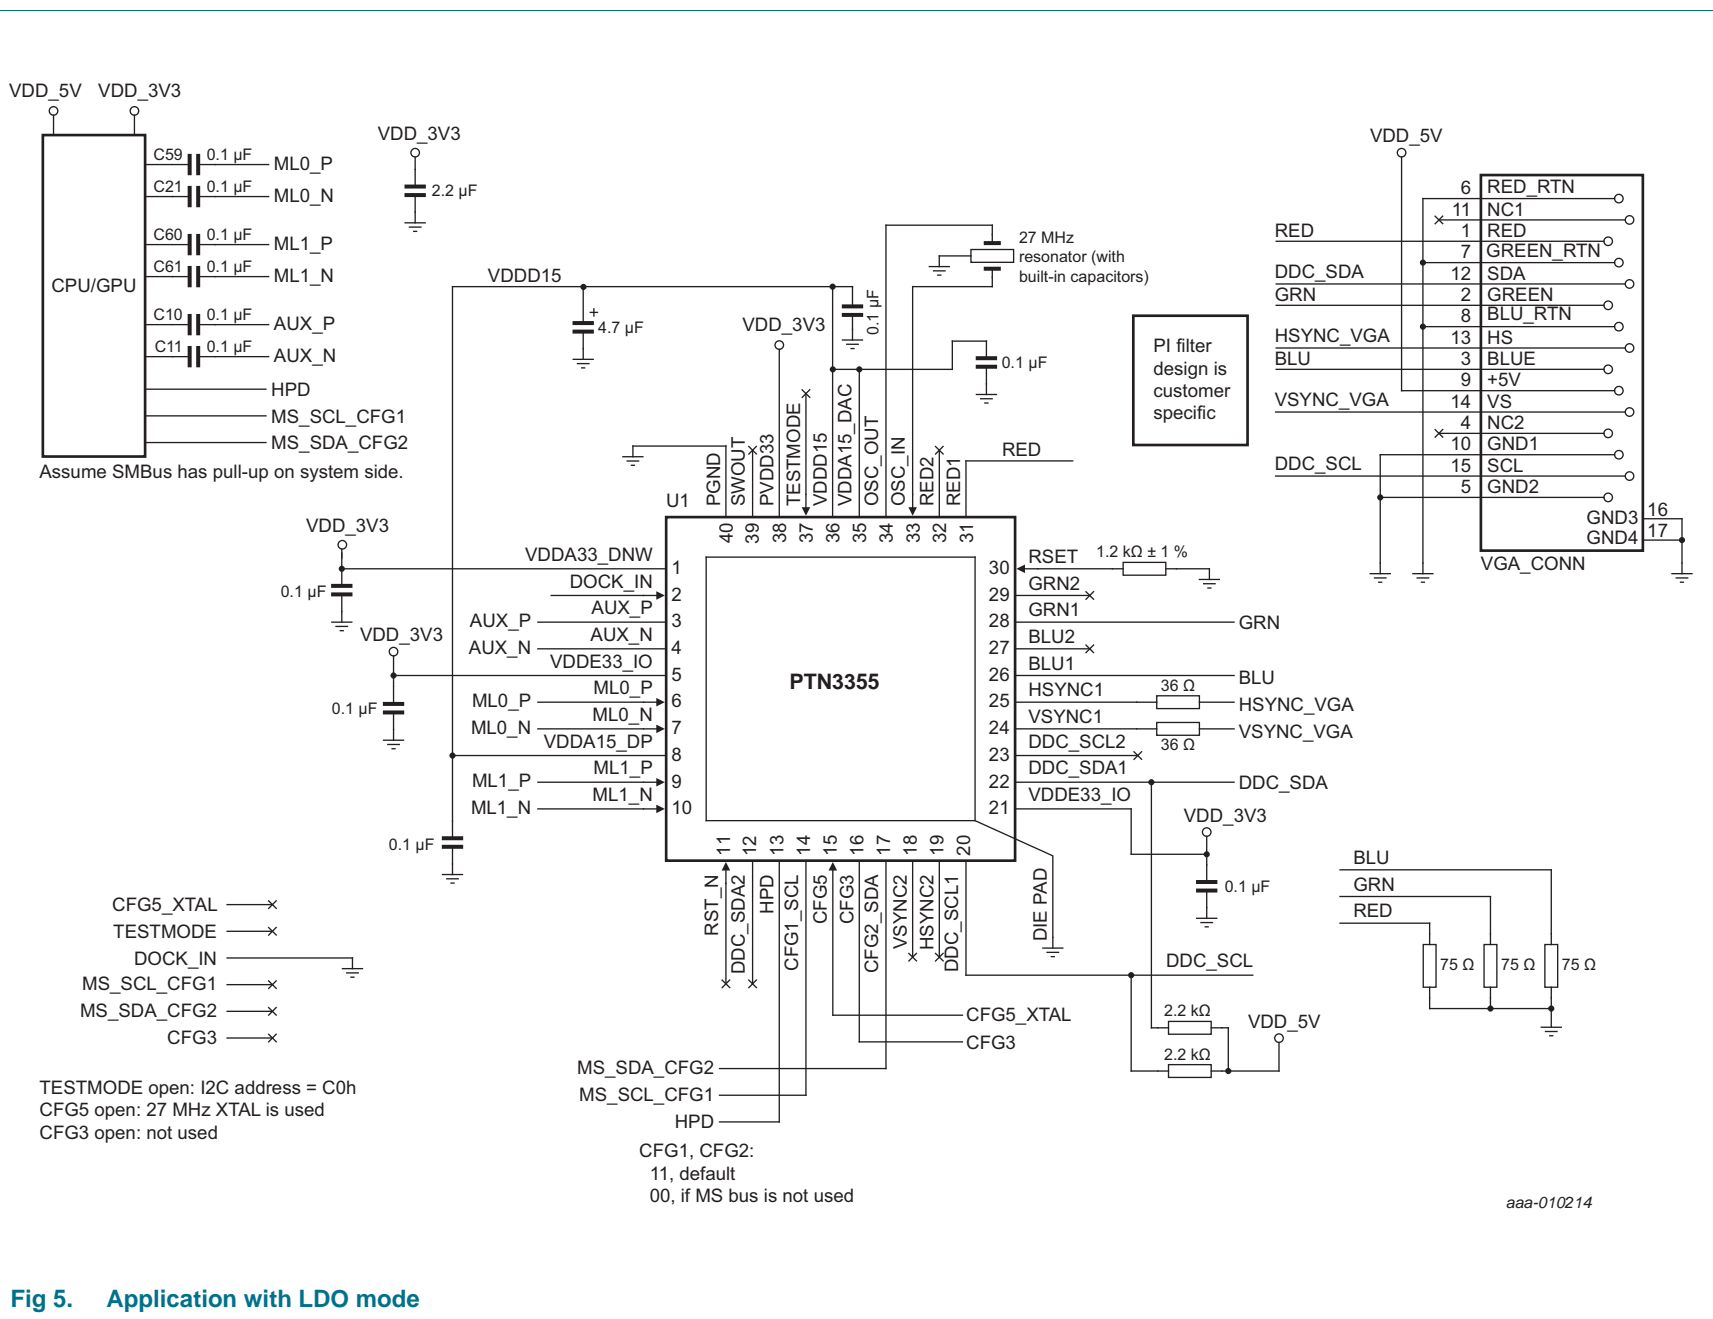 VDD_5V VDD_3V3
CPU/GPU
C59 0.1 µF ML0_P
C21 0.1 µF ML0_N
C60 0.1 µF ML1_P
C61 0.1 µF ML1_N
C10 0.1 µF AUX_P
C11 0.1 µF AUX_N
HPD
MS_SCL_CFG1
MS_SDA_CFG2
Assume SMBus has pull-up on system side.
VDD_3V3
2.2 µF
VDDD15
+
4.7 µF
VDD_3V3
0.1 µF
0.1 µF
27 MHz
resonator (with
built-in capacitors)
PI filter
design is
customer
specific
VDD_5V
6 RED_RTN
11 NC1
RED 1 RED
7 GREEN_RTN
DDC_SDA 12 SDA
GRN 2 GREEN
8 BLU_RTN
HSYNC_VGA 13 HS
BLU 3 BLUE
9 +5V
VSYNC_VGA 14 VS
4 NC2
10 GND1
DDC_SCL 15 SCL
5 GND2
GND3 16
GND4 17
VGA_CONN
U1
PTN3355
PGND 40
SWOUT 39
PVDD33 38
TESTMODE 37
VDDD15 36
VDDA15_DAC 35
OSC_OUT 34
OSC_IN 33
RED2 32
RED1 31
RED
VDD_3V3
0.1 µF
VDDA33_DNW 1
DOCK_IN 2
AUX_P AUX_P 3
AUX_N AUX_N 4
VDD_3V3
0.1 µF
VDDE33_IO 5
ML0_P ML0_P 6
ML0_N ML0_N 7
VDDA15_DP 8
ML1_P ML1_P 9
ML1_N ML1_N 10
0.1 µF
30 RSET 1.2 kΩ ± 1 %
29 GRN2
28 GRN1 GRN
27 BLU2
26 BLU1 BLU
25 HSYNC1 36 Ω HSYNC_VGA
24 VSYNC1 36 Ω VSYNC_VGA
23 DDC_SCL2
22 DDC_SDA1 DDC_SDA
21 VDDE33_IO
VDD_3V3
0.1 µF
11 RST_N
12 DDC_SDA2
13 HPD
14 CFG1_SCL
15 CFG5
16 CFG3
17 CFG2_SDA
18 VSYNC2
19 HSYNC2
20 DDC_SCL1
DIE PAD
DDC_SCL
2.2 kΩ
2.2 kΩ
VDD_5V
CFG5_XTAL
CFG3
MS_SDA_CFG2
MS_SCL_CFG1
HPD
CFG1, CFG2:
11, default
00, if MS bus is not used
BLU
GRN
RED
75 Ω 75 Ω 75 Ω
CFG5_XTAL
TESTMODE
DOCK_IN
MS_SCL_CFG1
MS_SDA_CFG2
CFG3
TESTMODE open: I2C address = C0h
CFG5 open: 27 MHz XTAL is used
CFG3 open: not used
aaa-010214
Fig 5. Application with LDO mode